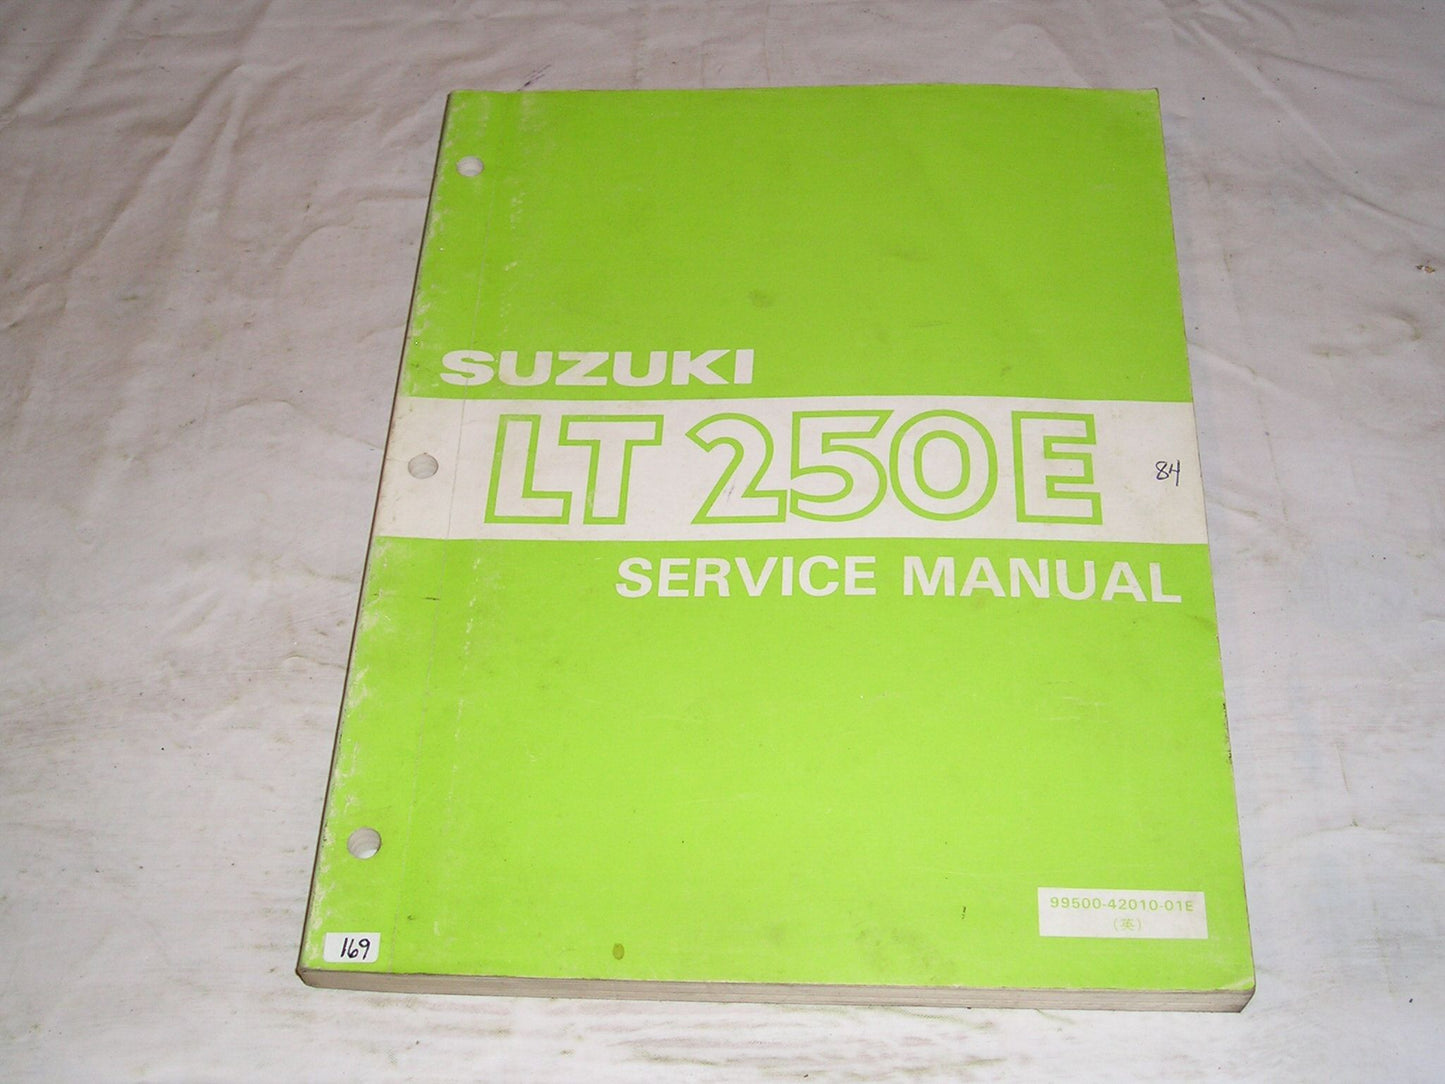 SUZUKI
LT 250E
84
SERVICE MANUAL
99500-42010-01E
(英)
169